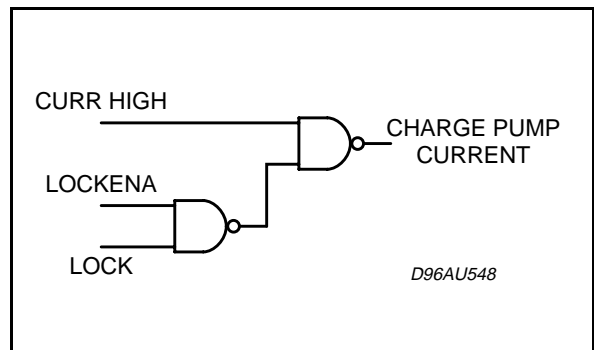 CURR HIGH
CHARGE PUMP
CURRENT
LOCKENA
LOCK
D96AU548